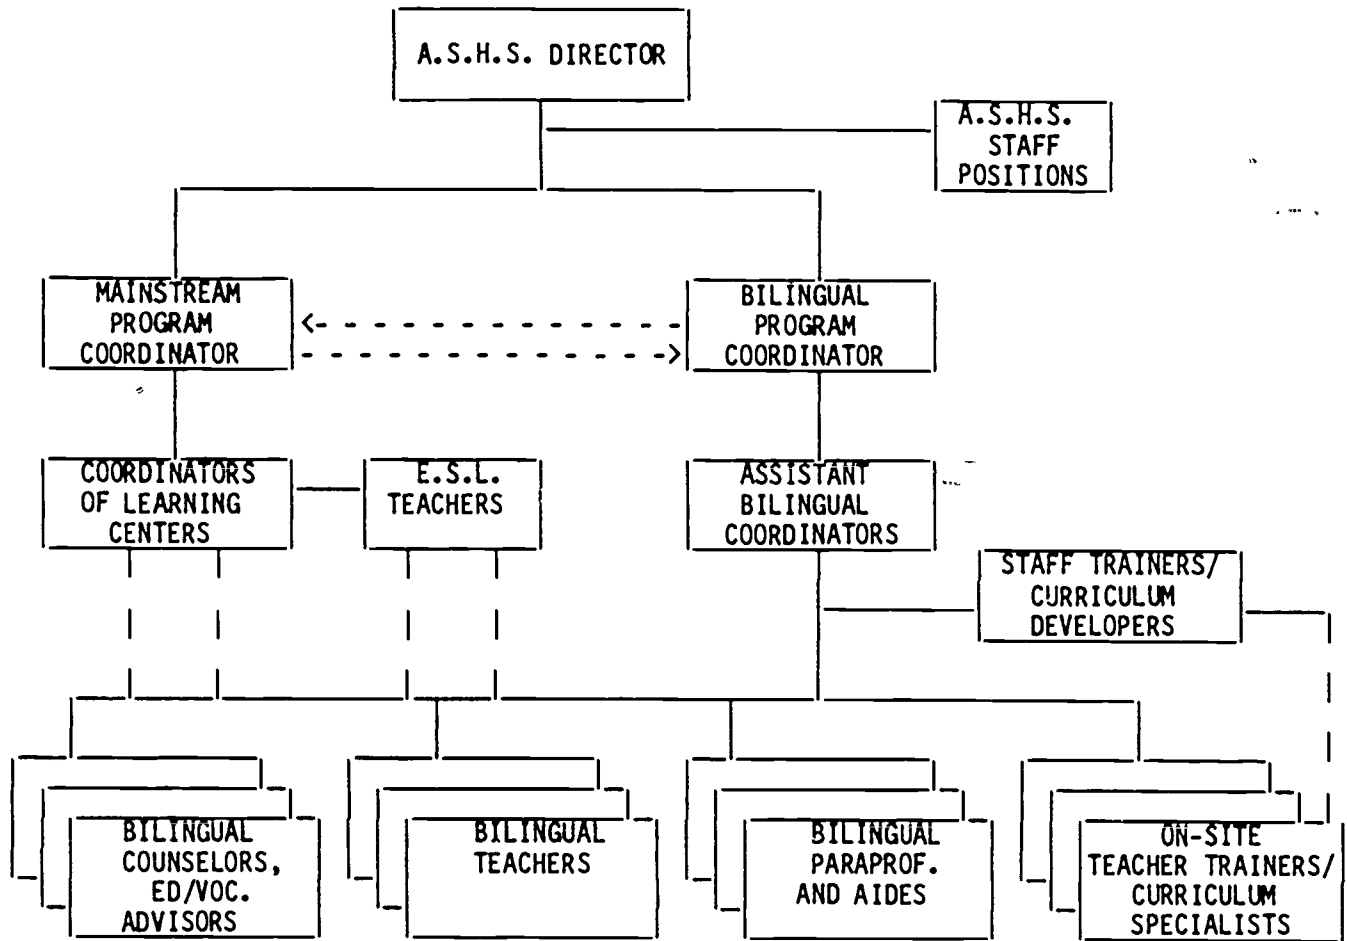 A.S.H.S. DIRECTOR
A.S.H.S.
STAFF
POSITIONS
MAINSTREAM
PROGRAM
COORDINATOR
BILINGUAL
PROGRAM
COORDINATOR
COORDINATORS
OF LEARNING
CENTERS
E.S.L.
TEACHERS
ASSISTANT
BILINGUAL
COORDINATORS
STAFF TRAINERS/
CURRICULUM
DEVELOPERS
BILINGUAL
COUNSELORS,
ED/VOC.
ADVISORS
BILINGUAL
TEACHERS
BILINGUAL
PARAPROF.
AND AIDES
ON-SITE
TEACHER TRAINERS/
CURRICULUM
SPECIALISTS